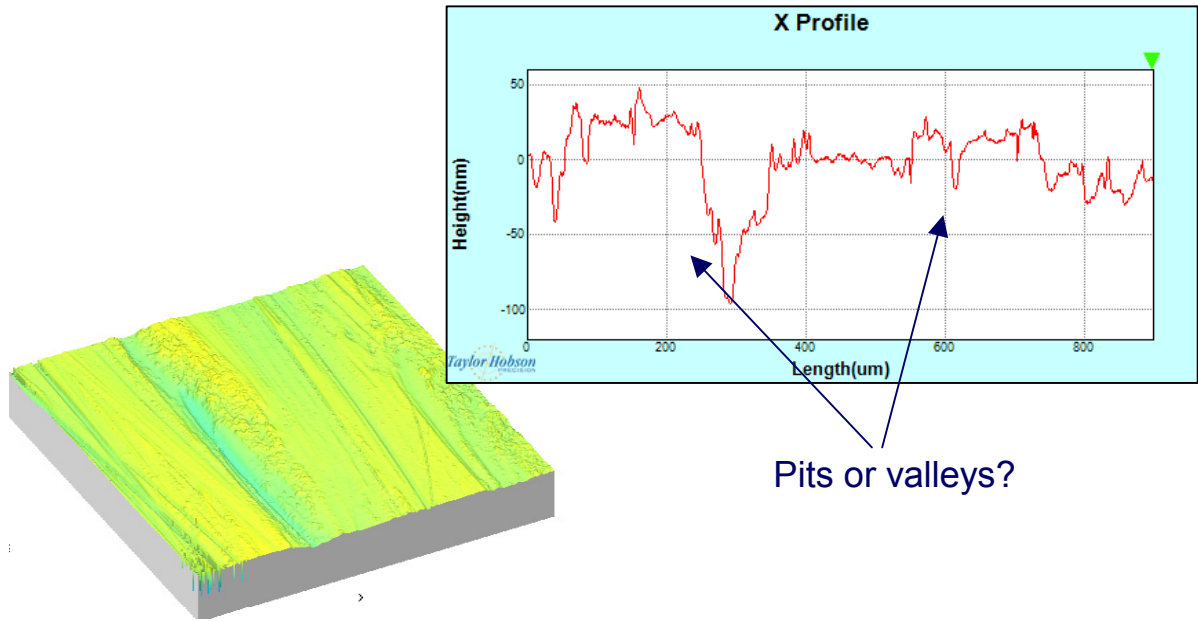 X Profile
50
0
-50
-100
Height(nm)
0 200 400 600 800
Length(um)
Taylor Hobson
PRECISION
Pits or valleys?